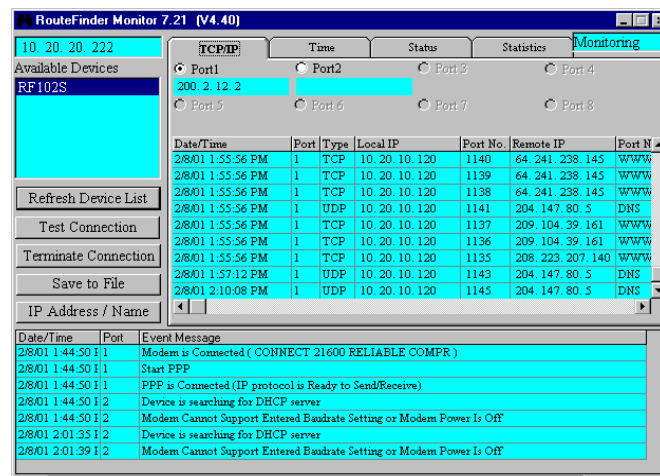 RouteFinder Monitor 7.21 (V4.40)
10. 20. 20. 222
TCP/IP Time Status Statistics Monitoring
Available Devices
RF102S
Port1 Port2 Port 3 Port 4
200. 2. 12. 2
Port 5 Port 6 Port 7 Port 8
Date/Time Port Type Local IP Port No. Remote IP Port N
2/8/01 1:55:56 PM 1 TCP 10. 20. 10. 120 1140 64. 241. 238. 145 WWW
2/8/01 1:55:56 PM 1 TCP 10. 20. 10. 120 1139 64. 241. 238. 145 WWW
2/8/01 1:55:56 PM 1 TCP 10. 20. 10. 120 1138 64. 241. 238. 145 WWW
2/8/01 1:55:56 PM 1 UDP 10. 20. 10. 120 1141 204. 147. 80. 5 DNS
2/8/01 1:55:56 PM 1 TCP 10. 20. 10. 120 1137 209. 104. 39. 161 WWW
2/8/01 1:55:56 PM 1 TCP 10. 20. 10. 120 1136 209. 104. 39. 161 WWW
2/8/01 1:55:56 PM 1 TCP 10. 20. 10. 120 1135 208. 223. 207. 140 WWW
2/8/01 1:57:12 PM 1 UDP 10. 20. 10. 120 1143 204. 147. 80. 5 DNS
2/8/01 2:10:08 PM 1 UDP 10. 20. 10. 120 1145 204. 147. 80. 5 DNS
Refresh Device List
Test Connection
Terminate Connection
Save to File
IP Address / Name
Date/Time Port Event Message
2/8/01 1:44:50 1 Modem is Connected ( CONNECT 21600 RELIABLE COMPR )
2/8/01 1:44:50 1 Start PPP
2/8/01 1:44:50 1 PPP is Connected (IP protocol is Ready to Send/Receive)
2/8/01 1:44:50 2 Device is searching for DHCP server
2/8/01 1:44:50 2 Modem Cannot Support Entered Baudrate Setting or Modem Power Is Off
2/8/01 2:01:35 2 Device is searching for DHCP server
2/8/01 2:01:39 2 Modem Cannot Support Entered Baudrate Setting or Modem Power Is Off